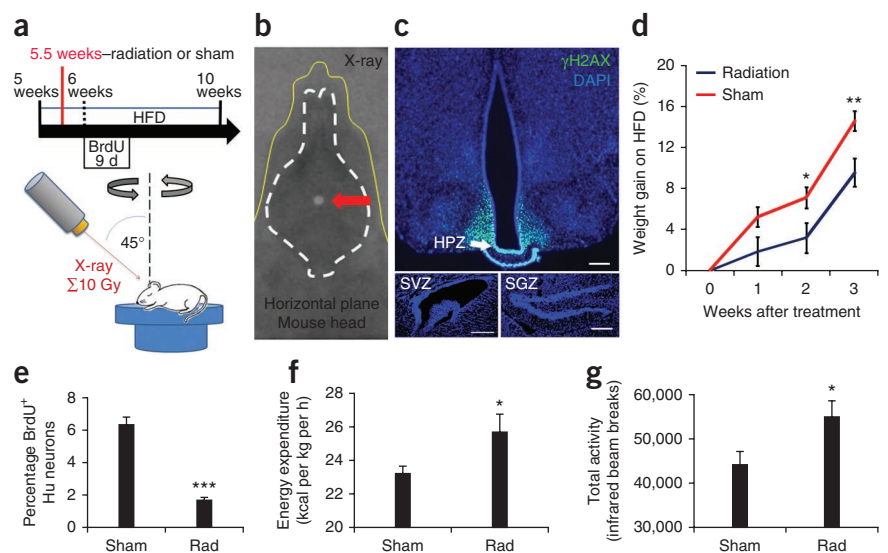 a
5.5 weeks–radiation or sham
5 weeks
6 weeks
10 weeks
HFD
BrdU
9 d
45°
X-ray
Σ10 Gy
b
X-ray
Horizontal plane
Mouse head
c
γH2AX
DAPI
HPZ
SVZ
SGZ
d
Radiation
Sham
Weight gain on HFD (%)
20
16
12
8
4
0
*
**
0 1 2 3
Weeks after treatment
e
Percentage BrdU+
Hu neurons
8
6
4
2
0
***
Sham Rad
f
Energy expenditure
(kcal per kg per h)
28
26
24
22
20
*
Sham Rad
g
Total activity
(infrared beam breaks)
60,000
50,000
40,000
30,000
*
Sham Rad